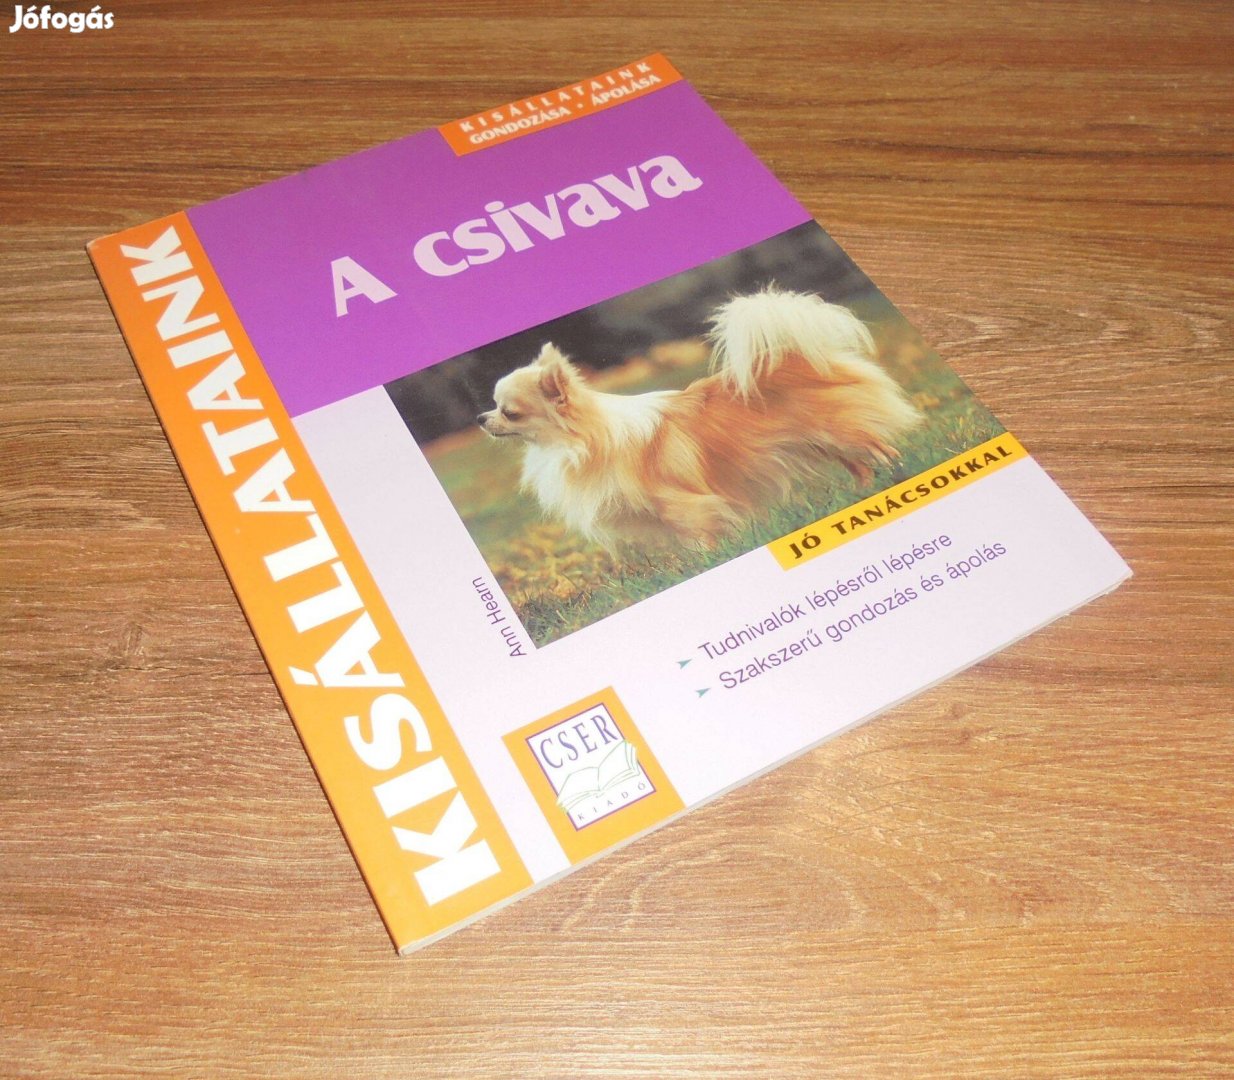 Jófogás
KISÁLLATAINK
GONDOZÁSA • ÁPOLÁSA
A csivava
KISÁLLATAINK
JÓ TANÁCSOKKAL
Ann Hearn
➤ Tudnivalók lépésről lépésre
➤ Szakszerű gondozás és ápolás
CSER
KIADÓ